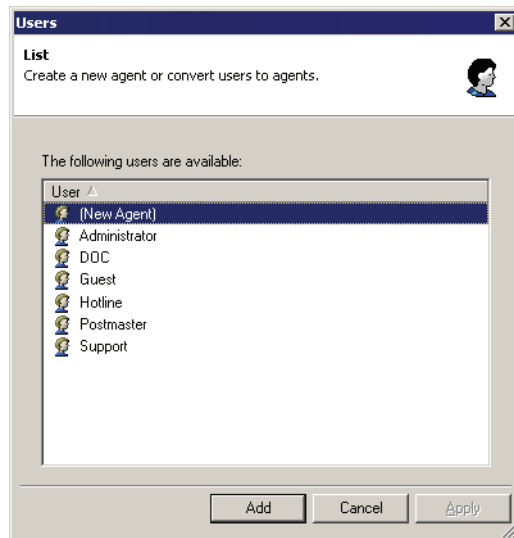 Users
List
Create a new agent or convert users to agents.
The following users are available:
User
(New Agent)
Administrator
DOC
Guest
Hotline
Postmaster
Support
Add Cancel Apply